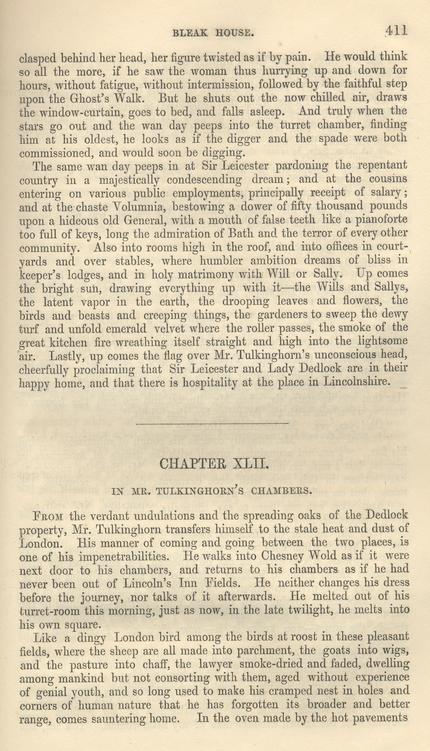 BLEAK HOUSE. 411
clasped behind her head, her figure twisted as if by pain. He would think
so all the more, if he saw the woman thus hurrying up and down for
hours, without fatigue, without intermission, followed by the faithful step
upon the Ghost's Walk. But he shuts out the now chilled air, draws
the window-curtain, goes to bed, and falls asleep. And truly when the
stars go out and the wan day peeps into the turret chamber, finding
him at his oldest, he looks as if the digger and the spade were both
commissioned, and would soon be digging.
The same wan day peeps in at Sir Leicester pardoning the repentant
country in a majestically condescending dream; and at the cousins
entering on various public employments, principally receipt of salary;
and at the chaste Volumnia, bestowing a dower of fifty thousand pounds
upon a hideous old General, with a mouth of false teeth like a pianoforte
too full of keys, long the admiration of Bath and the terror of every other
community. Also into rooms high in the roof, and into offices in court-
yards and over stables, where humbler ambition dreams of bliss in
keeper's lodges, and in holy matrimony with Will or Sally. Up comes
the bright sun, drawing everything up with it—the Wills and Sallys,
the latent vapor in the earth, the drooping leaves and flowers, the
birds and beasts and creeping things, the gardeners to sweep the dewy
turf and unfold emerald velvet where the roller passes, the smoke of the
great kitchen fire wreathing itself straight and high into the lightsome
air. Lastly, up comes the flag over Mr. Tulkinghorn's unconscious head,
cheerfully proclaiming that Sir Leicester and Lady Dedlock are in their
happy home, and that there is hospitality at the place in Lincolnshire.
CHAPTER XLII.
IN MR. TULKINGHORN'S CHAMBERS.
FROM the verdant undulations and the spreading oaks of the Dedlock
property, Mr. Tulkinghorn transfers himself to the stale heat and dust of
London. His manner of coming and going between the two places, is
one of his impenetrabilities. He walks into Chesney Wold as if it were
next door to his chambers, and returns to his chambers as if he had
never been out of Lincoln's Inn Fields. He neither changes his dress
before the journey, nor talks of it afterwards. He melted out of his
turret-room this morning, just as now, in the late twilight, he melts into
his own square.
Like a dingy London bird among the birds at roost in these pleasant
fields, where the sheep are all made into parchment, the goats into wigs,
and the pasture into chaff, the lawyer smoke-dried and faded, dwelling
among mankind but not consorting with them, aged without experience
of genial youth, and so long used to make his cramped nest in holes and
corners of human nature that he has forgotten its broader and better
range, comes sauntering home. In the oven made by the hot pavements